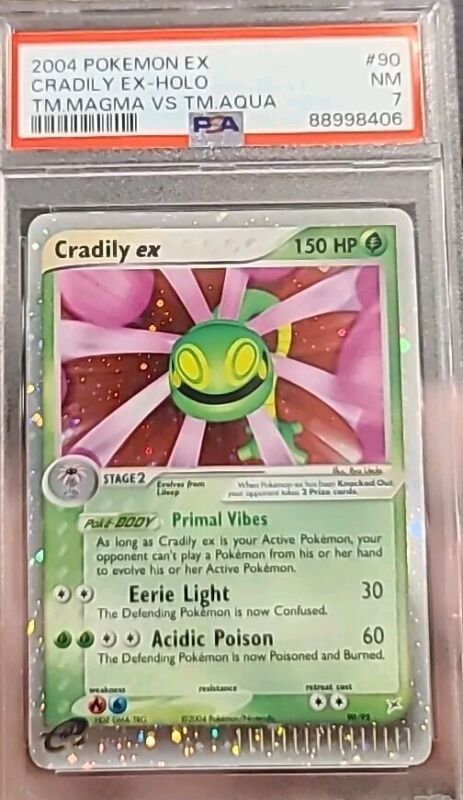 2004 POKEMON EX #90
CRADILY EX-HOLO NM
TM.MAGMA VS TM.AQUA 7
PSA 88998406
Cradily ex 150 HP
Illus. Ryo Ueda
STAGE 2 Evolves from Lileep
When Pokémon-ex has been Knocked Out,
your opponent takes 2 Prize cards.
Poké-BODY Primal Vibes
As long as Cradily ex is your Active Pokémon, your
opponent can't play a Pokémon from his or her hand
to evolve his or her Active Pokémon.
Eerie Light 30
The Defending Pokémon is now Confused.
Acidic Poison 60
The Defending Pokémon is now Poisoned and Burned.
weakness resistance retreat cost
©2004 Pokémon/Nintendo 90/95